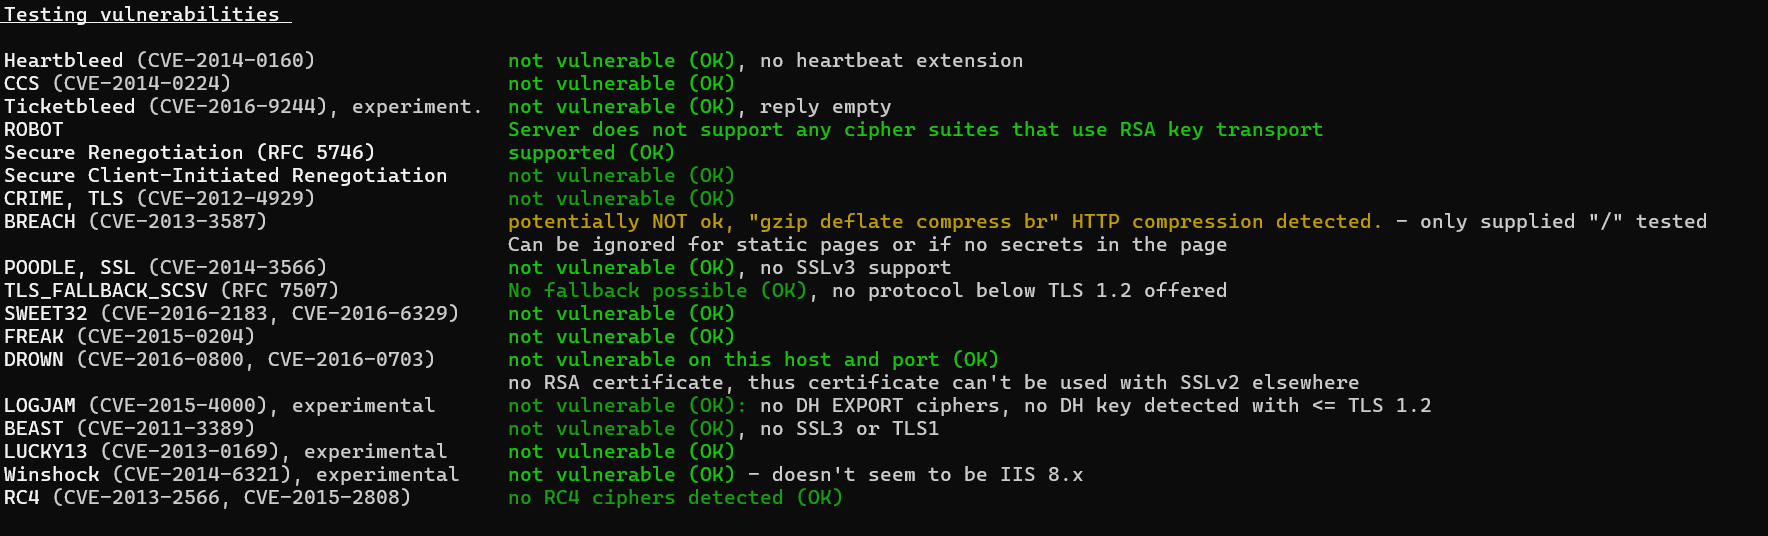 Testing vulnerabilities
Heartbleed (CVE-2014-0160) not vulnerable (OK), no heartbeat extension
CCS (CVE-2014-0224) not vulnerable (OK)
Ticketbleed (CVE-2016-9244), experiment. not vulnerable (OK), reply empty
ROBOT Server does not support any cipher suites that use RSA key transport
Secure Renegotiation (RFC 5746) supported (OK)
Secure Client-Initiated Renegotiation not vulnerable (OK)
CRIME, TLS (CVE-2012-4929) not vulnerable (OK)
BREACH (CVE-2013-3587) potentially NOT ok, "gzip deflate compress br" HTTP compression detected. - only supplied "/" tested
Can be ignored for static pages or if no secrets in the page
POODLE, SSL (CVE-2014-3566) not vulnerable (OK), no SSLv3 support
TLS_FALLBACK_SCSV (RFC 7507) No fallback possible (OK), no protocol below TLS 1.2 offered
SWEET32 (CVE-2016-2183, CVE-2016-6329) not vulnerable (OK)
FREAK (CVE-2015-0204) not vulnerable (OK)
DROWN (CVE-2016-0800, CVE-2016-0703) not vulnerable on this host and port (OK)
no RSA certificate, thus certificate can't be used with SSLv2 elsewhere
LOGJAM (CVE-2015-4000), experimental not vulnerable (OK): no DH EXPORT ciphers, no DH key detected with <= TLS 1.2
BEAST (CVE-2011-3389) not vulnerable (OK), no SSL3 or TLS1
LUCKY13 (CVE-2013-0169), experimental not vulnerable (OK)
Winshock (CVE-2014-6321), experimental not vulnerable (OK) - doesn't seem to be IIS 8.x
RC4 (CVE-2013-2566, CVE-2015-2808) no RC4 ciphers detected (OK)